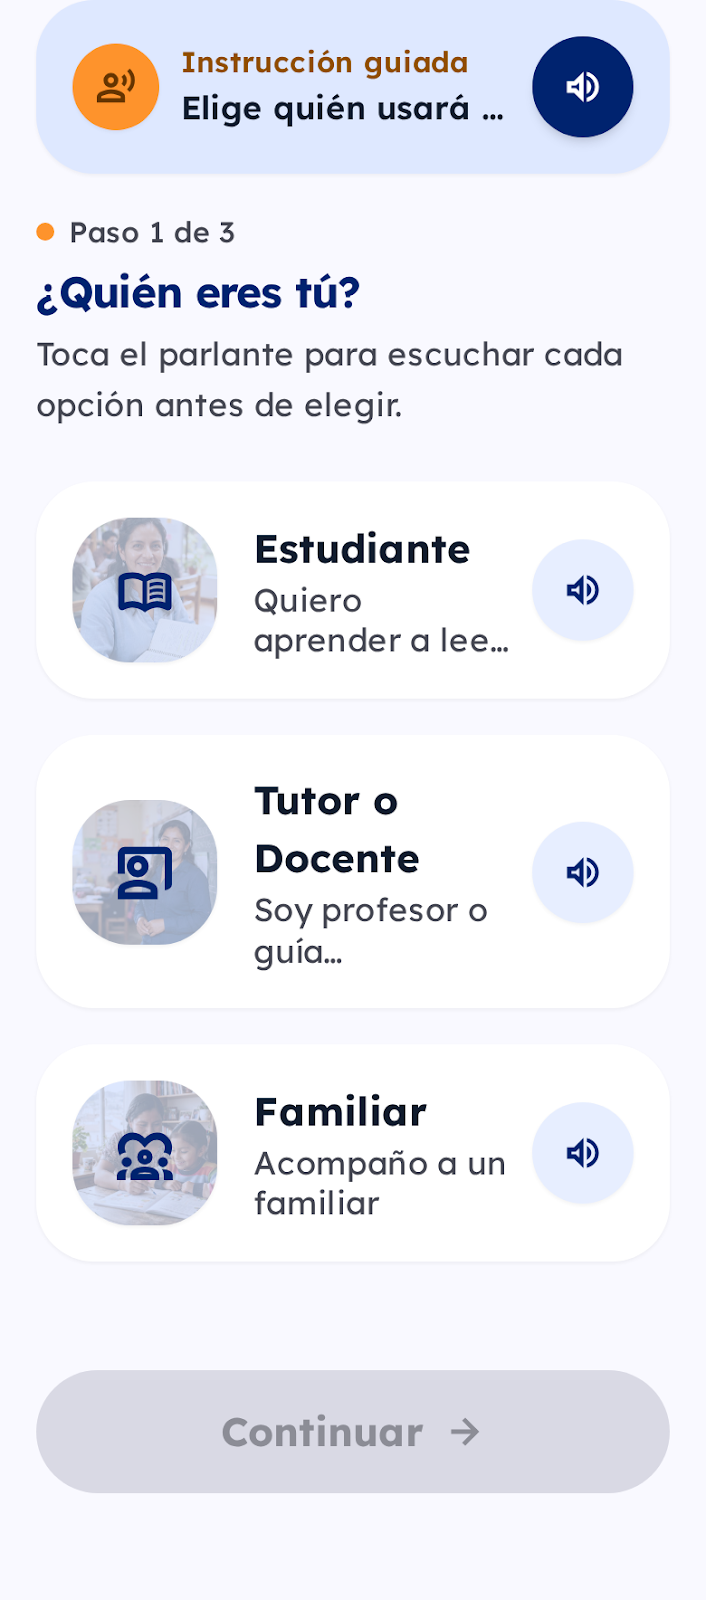 Instrucción guiada
Elige quién usará ...
Paso 1 de 3
¿Quién eres tú?
Toca el parlante para escuchar cada
opción antes de elegir.
Estudiante
Quiero
aprender a lee...
Tutor o
Docente
Soy profesor o
guía...
Familiar
Acompaño a un
familiar
Continuar →